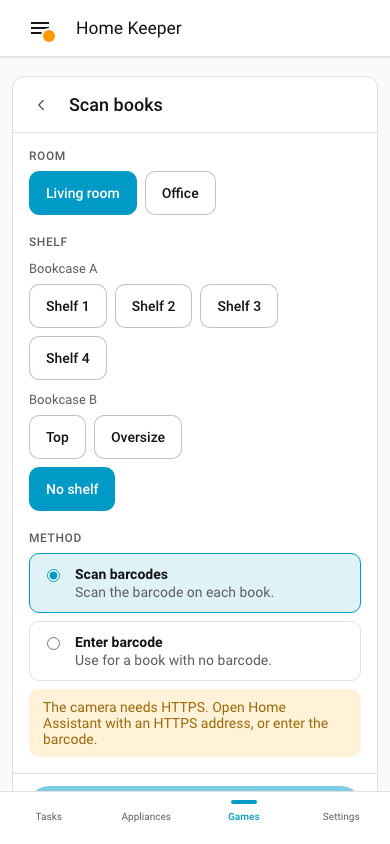 Home Keeper
Scan books
ROOM
Living room
Office
SHELF
Bookcase A
Shelf 1
Shelf 2
Shelf 3
Shelf 4
Bookcase B
Top
Oversize
No shelf
METHOD
Scan barcodes
Scan the barcode on each book.
Enter barcode
Use for a book with no barcode.
The camera needs HTTPS. Open Home
Assistant with an HTTPS address, or enter the
barcode.
Tasks
Appliances
Games
Settings